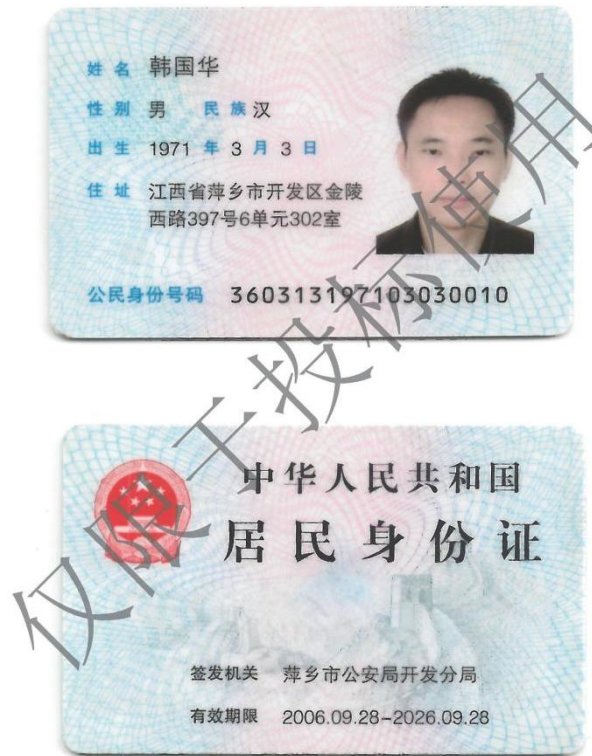 姓名 韩国华
性别 男 民族 汉
出生 1971 年 3 月 3 日
住址 江西省萍乡市开发区金陵
西路397号6单元302室
公民身份号码 360313197103030010
中华人民共和国
居民身份证
签发机关 萍乡市公安局开发分局
有效期限 2006.09.28-2026.09.28
仅限于投标使用